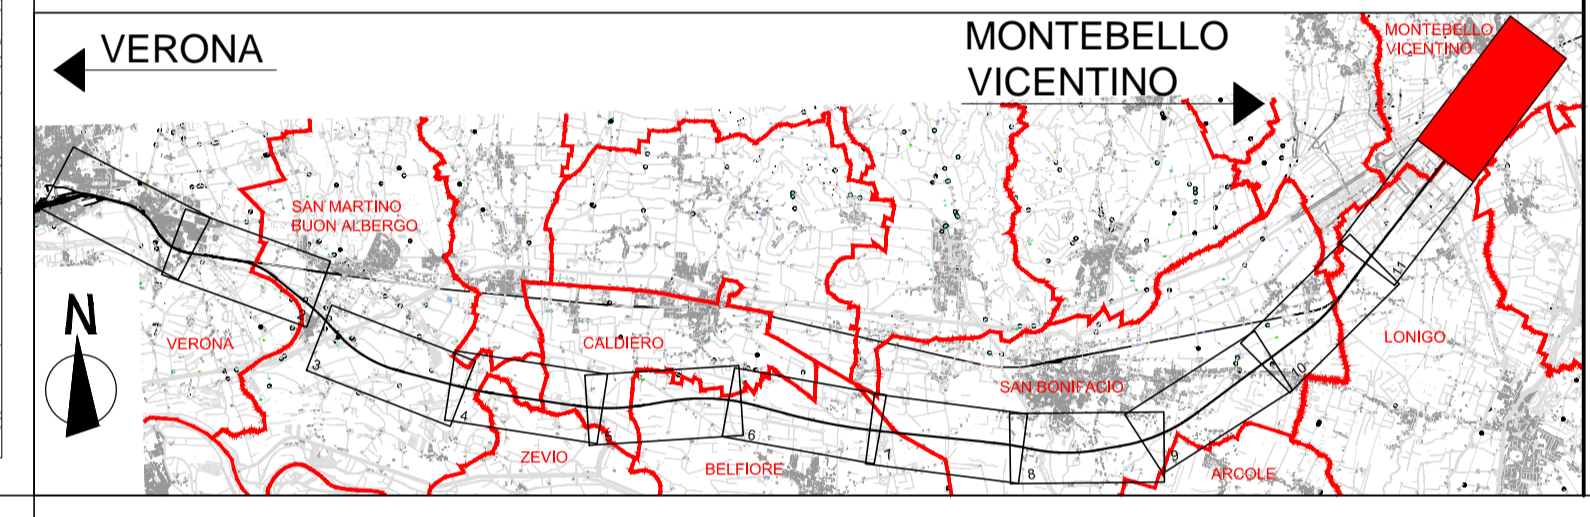 VERONA
MONTEBELLO
VICENTINO
MONTEBELLO
VICENTINO
SAN MARTINO
BUON ALBERGO
N
VERONA
CALDIERO
LONIGO
SAN BONIFACIO
ZEVIO
BELFIORE
ARCOLE
3
4
6
7
8
9
10
11